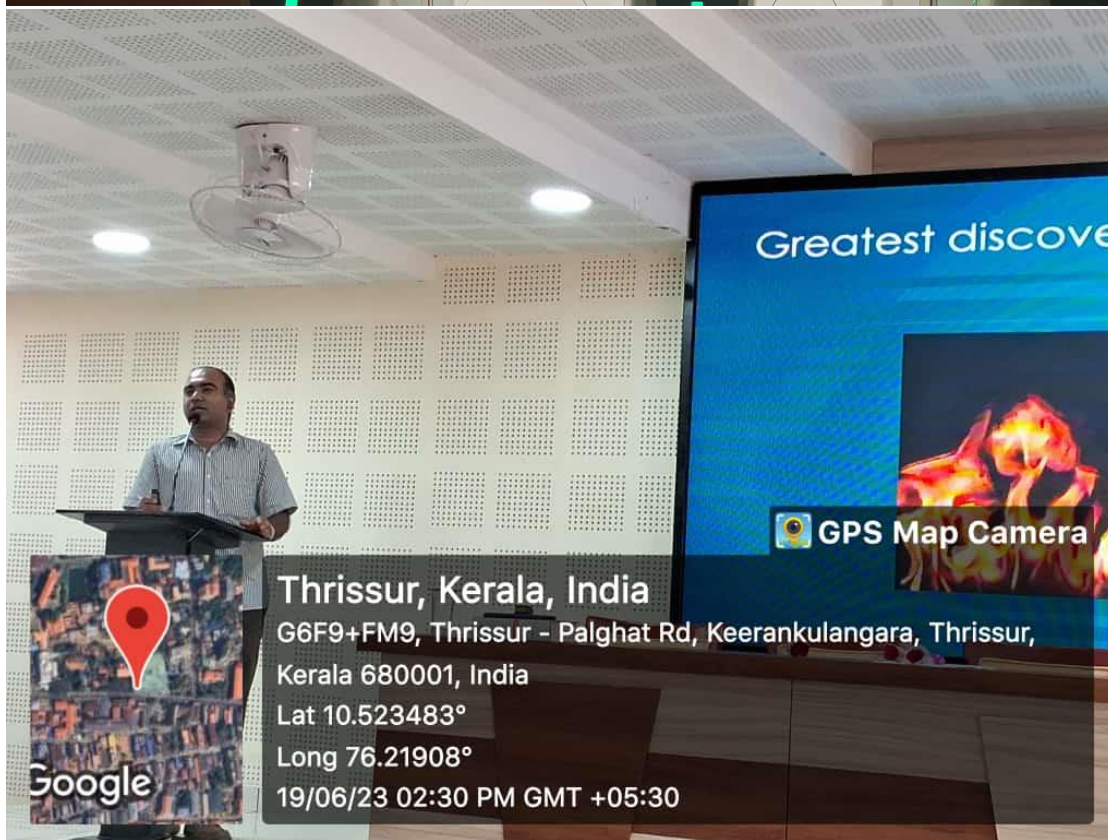 Greatest discove
GPS Map Camera
Thrissur, Kerala, India
G6F9+FM9, Thrissur - Palghat Rd, Keerankulangara, Thrissur,
Kerala 680001, India
Lat 10.523483°
Long 76.21908°
19/06/23 02:30 PM GMT +05:30
Google